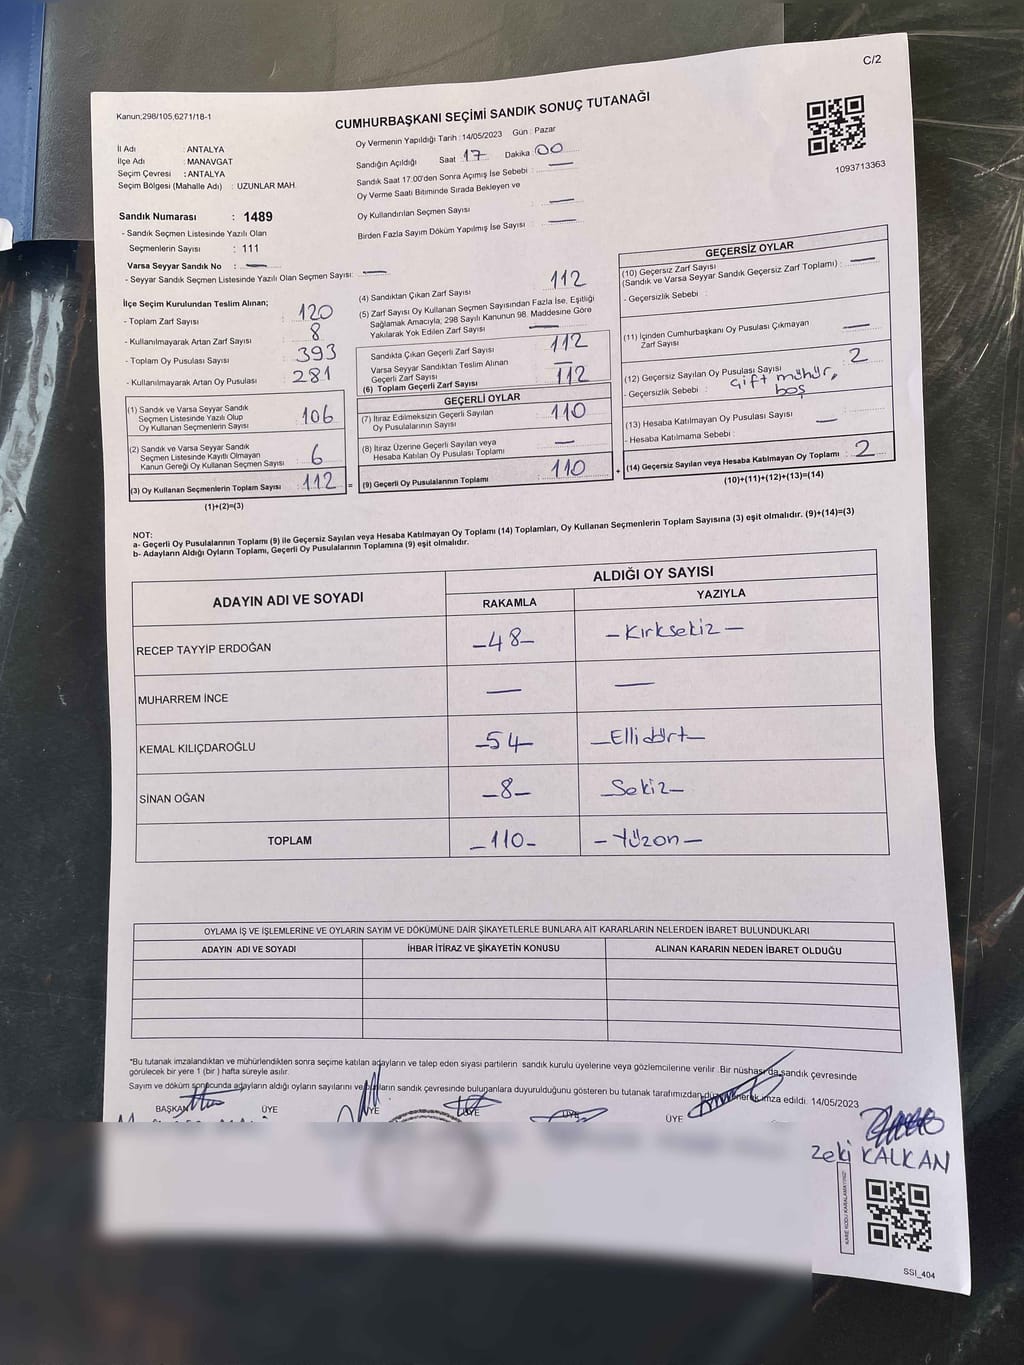 C/2
Kanun;298/105,6271/18-1
CUMHURBAŞKANI SEÇİMİ SANDIK SONUÇ TUTANAĞI
1093713363
İl Adı : ANTALYA
İlçe Adı : MANAVGAT
Seçim Çevresi : ANTALYA
Seçim Bölgesi (Mahalle Adı) : UZUNLAR MAH.
Sandık Numarası : 1489
- Sandık Seçmen Listesinde Yazılı Olan
Seçmenlerin Sayısı : 111
Varsa Seyyar Sandık No : —
- Seyyar Sandık Seçmen Listesinde Yazılı Olan Seçmen Sayısı: —
Oy Vermenin Yapıldığı Tarih : 14/05/2023 Gün : Pazar
Sandığın Açıldığı Saat : 17 Dakika : 00
Sandık Saat 17:00'den Sonra Açımış İse Sebebi : —
Oy Verme Saati Bitiminde Sırada Bekleyen ve
Oy Kullandırılan Seçmen Sayısı : —
Birden Fazla Sayım Döküm Yapılmış İse Sayısı : —
İlçe Seçim Kurulundan Teslim Alınan;
- Toplam Zarf Sayısı : 120
- Kullanılmayarak Artan Zarf Sayısı : 8
- Toplam Oy Pusulası Sayısı : 393
- Kullanılmayarak Artan Oy Pusulası : 281
(1) Sandık ve Varsa Seyyar Sandık
Seçmen Listesinde Yazılı Olup
Oy Kullanan Seçmenlerin Sayısı : 106
(2) Sandık ve Varsa Seyyar Sandık
Seçmen Listesinde Kayıtlı Olmayan
Kanun Gereği Oy Kullanan Seçmen Sayısı : 6
(3) Oy Kullanan Seçmenlerin Toplam Sayısı : 112 =
(1)+(2)=(3)
(4) Sandıktan Çıkan Zarf Sayısı : 112
(5) Zarf Sayısı Oy Kullanan Seçmen Sayısından Fazla İse, Eşitliği
Sağlamak Amacıyla; 298 Sayılı Kanunun 98. Maddesine Göre
Yakılarak Yok Edilen Zarf Sayısı : —
Sandıkta Çıkan Geçerli Zarf Sayısı : 112
Varsa Seyyar Sandıktan Teslim Alınan
Geçerli Zarf Sayısı : —
(6) Toplam Geçerli Zarf Sayısı : 112
GEÇERLİ OYLAR
(7) İtiraz Edilmeksizin Geçerli Sayılan
Oy Pusulasının Sayısı : 110
(8) İtiraz Üzerine Geçerli Sayılan veya
Hesaba Katılan Oy Pusulası Toplamı : —
(9) Geçerli Oy Pusulalarının Toplamı : 110 +
GEÇERSİZ OYLAR
(10) Geçersiz Zarf Sayısı
(Sandık ve Varsa Seyyar Sandık Geçersiz Zarf Toplamı) : —
- Geçersizlik Sebebi :
(11) İçinden Cumhurbaşkanı Oy Pusulası Çıkmayan
Zarf Sayısı : —
(12) Geçersiz Sayılan Oy Pusulası Sayısı : 2
- Geçersizlik Sebebi : çift mühür,
boş
(13) Hesaba Katılmayan Oy Pusulası Sayısı : —
- Hesaba Katılmama Sebebi :
(14) Geçersiz Sayılan veya Hesaba Katılmayan Oy Toplamı : 2
(10)+(11)+(12)+(13)=(14)
NOT:
a- Geçerli Oy Pusulalarının Toplamı (9) ile Geçersiz Sayılan veya Hesaba Katılmayan Oy Toplamı (14) Toplamları, Oy Kullanan Seçmenlerin Toplam Sayısına (3) eşit olmalıdır. (9)+(14)=(3)
b- Adayların Aldığı Oyların Toplamı, Geçerli Oy Pusulalarının Toplamına (9) eşit olmalıdır.
ADAYIN ADI VE SOYADI
ALDIĞI OY SAYISI
RAKAMLA YAZIYLA
RECEP TAYYİP ERDOĞAN –48– –Kırksekiz–
MUHARREM İNCE — —
KEMAL KILIÇDAROĞLU –54– –Ellidört–
SİNAN OĞAN –8– –Sekiz–
TOPLAM –110– –Yüzon–
OYLAMA İŞ VE İŞLEMLERİNE VE OYLARIN SAYIM VE DÖKÜMÜNE DAİR ŞİKAYETLERLE BUNLARA AİT KARARLARIN NELERDEN İBARET BULUNDUKLARI
ADAYIN ADI VE SOYADI İHBAR İTİRAZ VE ŞİKAYETİN KONUSU ALINAN KARARIN NEDEN İBARET OLDUĞU
*Bu tutanak imzalandıktan ve mühürlendikten sonra seçime katılan adayların ve talep eden siyasi partilerin sandık kurulu üyelerine veya gözlemcilerine verilir. Bir nüshası da sandık çevresinde
görülecek bir yere 1 (bir) hafta süreyle asılır.
Sayım ve döküm sonucunda adayların aldığı oyların sayılarını ve bunların sandık çevresinde bulunanlara duyurulduğunu gösteren bu tutanak tarafımızdan imza edildi. 14/05/2023
BAŞKAN ÜYE ÜYE ÜYE ÜYE ÜYE
Zeki KALKAN
KARE KODU KARALAMAYINIZ!
SSI_404